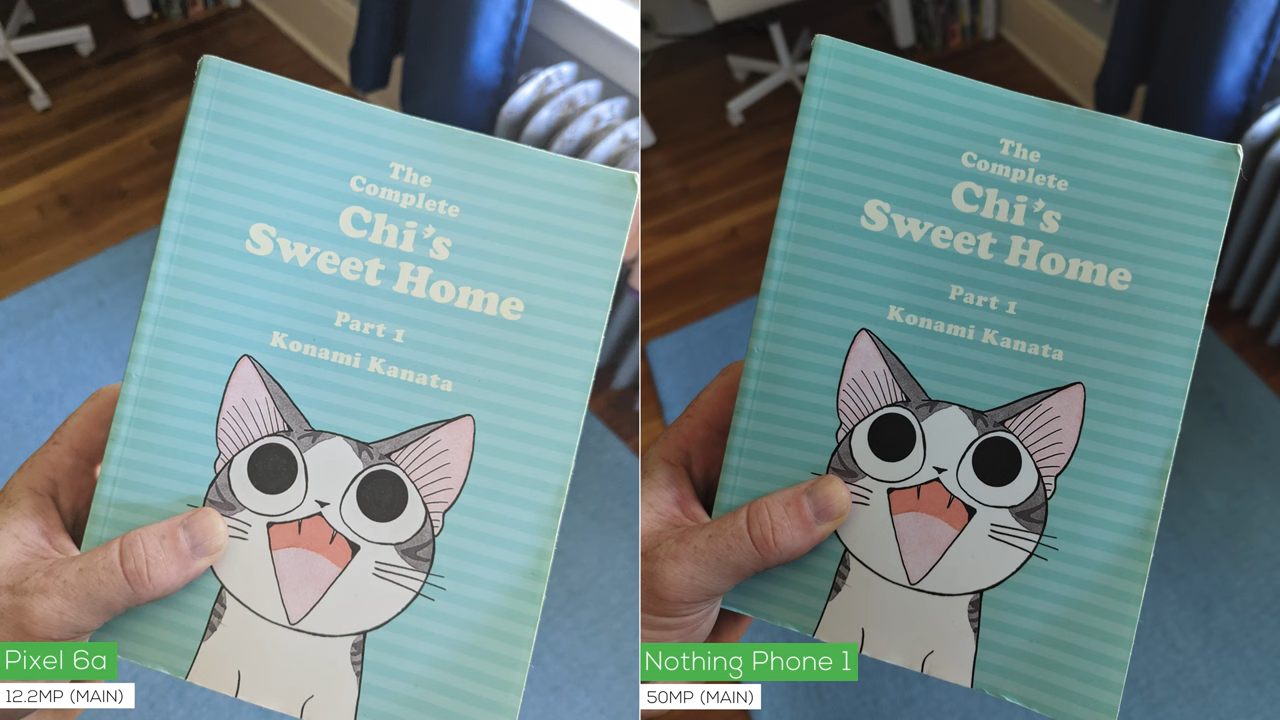 The
Complete
Chi's
Sweet Home
Part 1
Konami Kanata
Pixel 6a
12.2MP (MAIN)
The
Complete
Chi's
Sweet Home
Part 1
Konami Kanata
Nothing Phone 1
50MP (MAIN)